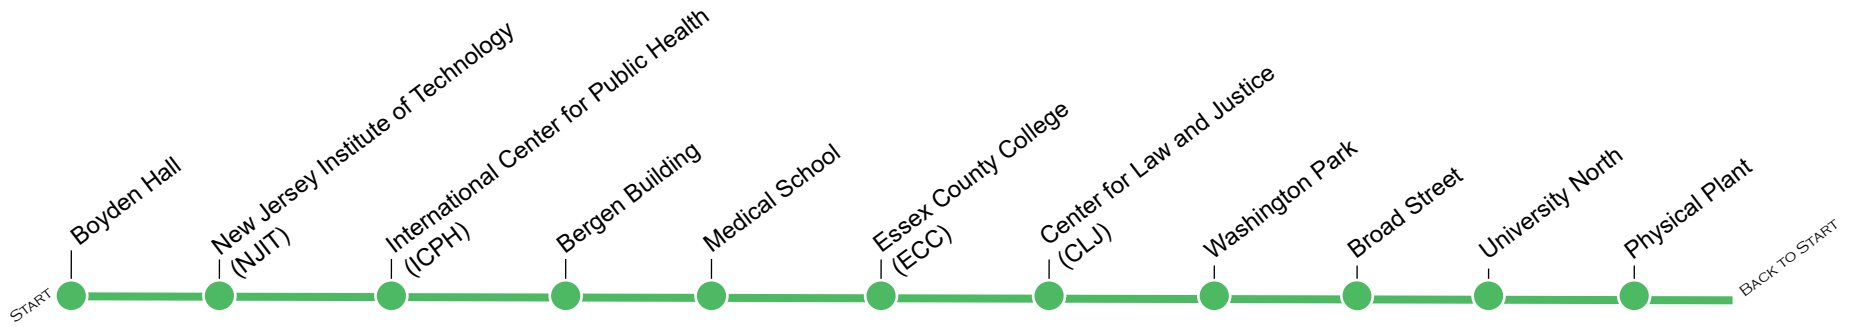 START
Boyden Hall
New Jersey Institute of Technology
(NJIT)
International Center for Public Health
(ICPH)
Bergen Building
Medical School
Essex County College
(ECC)
Center for Law and Justice
(CLJ)
Washington Park
Broad Street
University North
Physical Plant
BACK TO START